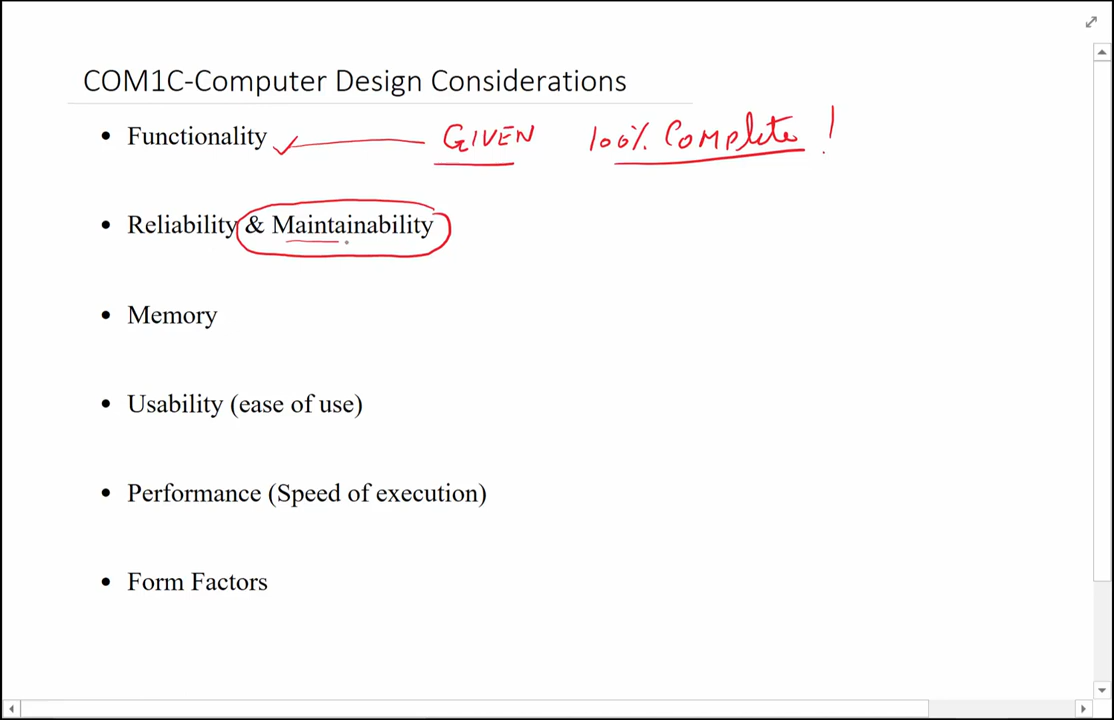 COM1C-Computer Design Considerations
• Functionality GIVEN 100% Complete!
• Reliability & Maintainability
• Memory
• Usability (ease of use)
• Performance (Speed of execution)
• Form Factors